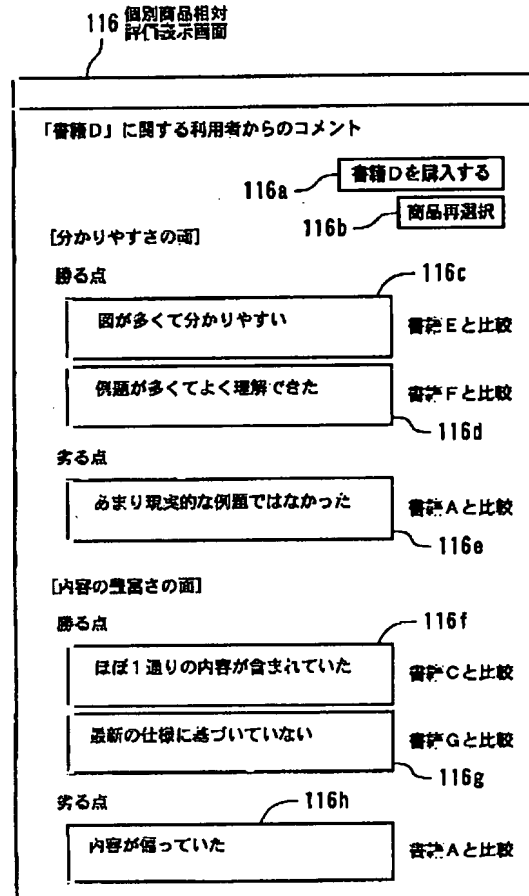 116 個別商品相対
評価表示画面
「書籍D」に関する利用者からのコメント
116a 書籍Dを購入する
116b 商品再選択
[分かりやすさの面]
勝る点
116c
図が多くて分かりやすい 書籍Eと比較
例題が多くてよく理解できた 書籍Fと比較
116d
劣る点
あまり現実的な例題ではなかった 書籍Aと比較
116e
[内容の豊富さの面]
勝る点
116f
ほぼ1通りの内容が含まれていた 書籍Cと比較
最新の仕様に基づいていない 書籍Gと比較
116g
劣る点
116h
内容が偏っていた 書籍Aと比較